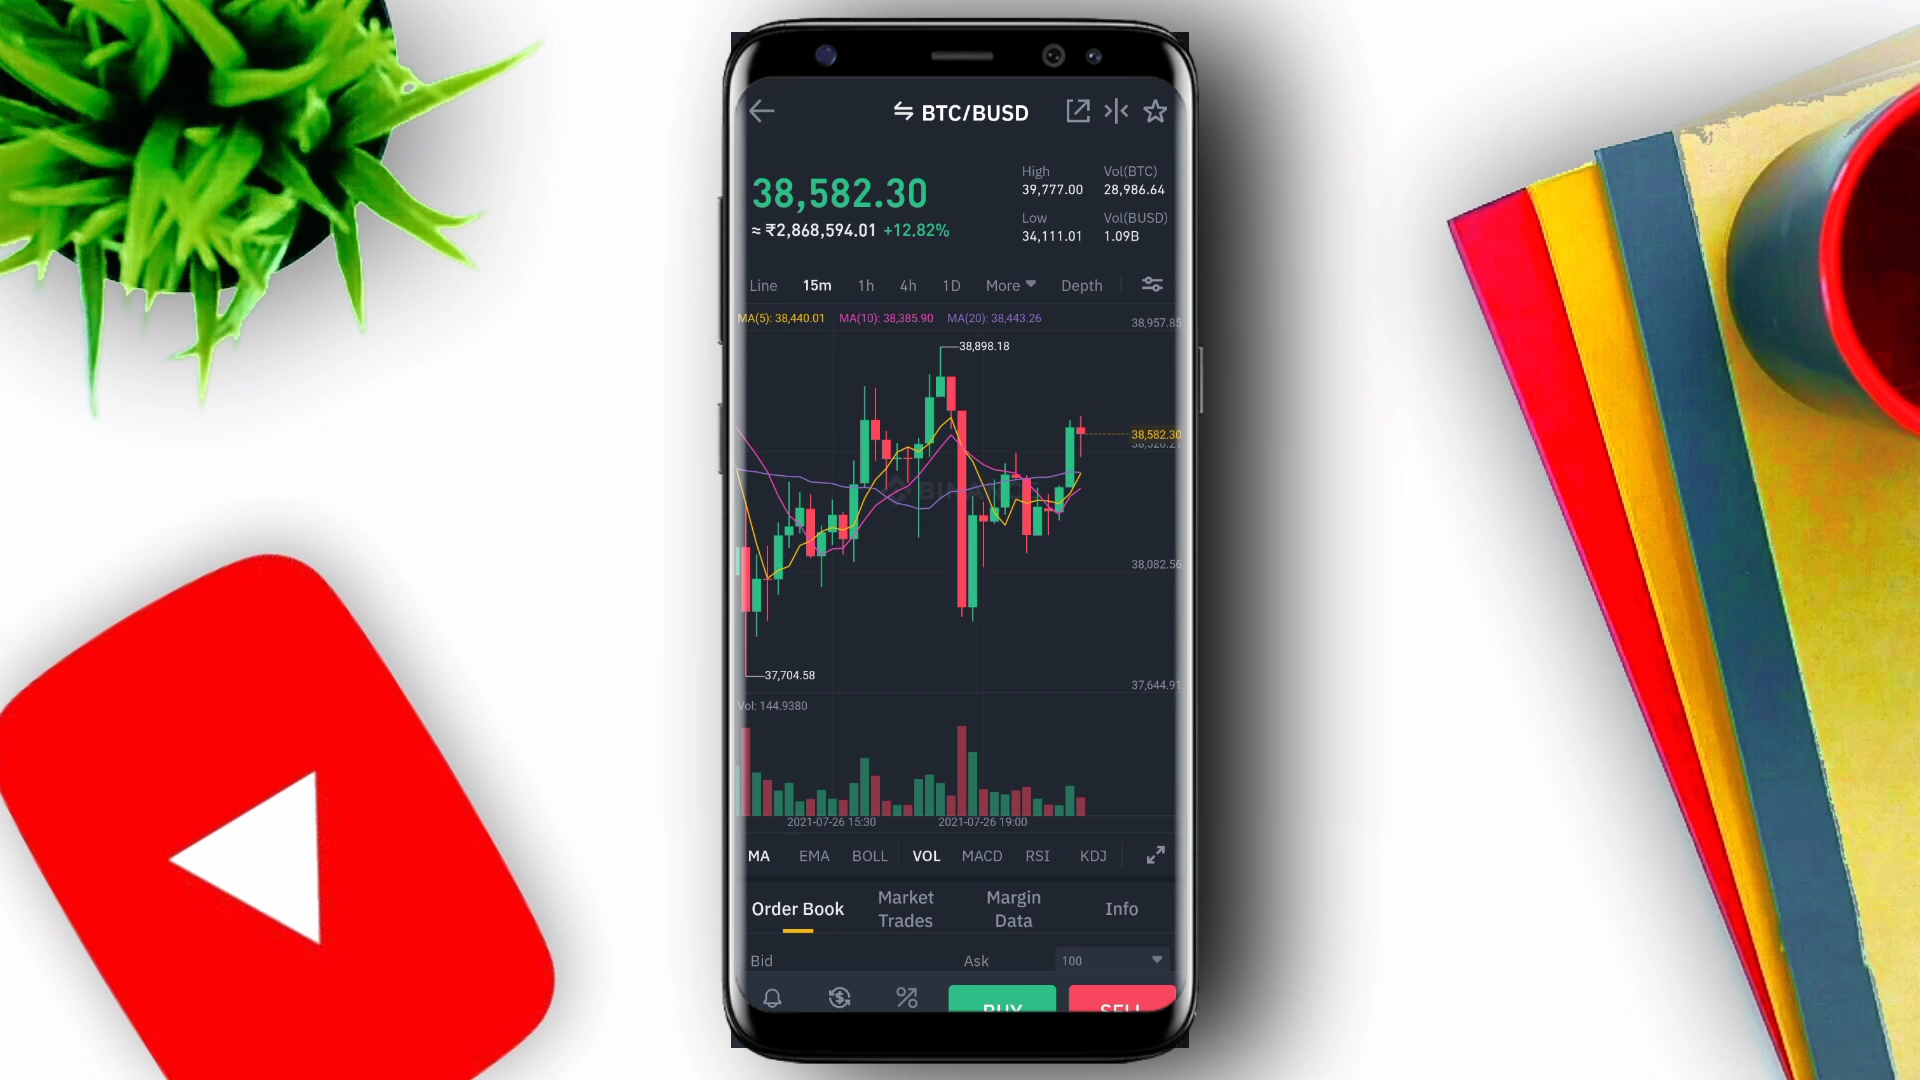 BTC/BUSD
38,582.30
≈ ₹2,868,594.01 +12.82%
High
39,777.00
Vol(BTC)
28,986.64
Low
34,111.01
Vol(BUSD)
1.09B
Line 15m 1h 4h 1D More Depth
MA(5): 38,440.01 MA(10): 38,385.90 MA(20): 38,443.26
38,957.85
38,898.18
38,582.30
38,082.56
37,704.58
37,644.91
Vol: 144.9380
2021-07-26 15:30 2021-07-26 19:00
MA EMA BOLL VOL MACD RSI KDJ
Order Book
Market
Trades
Margin
Data
Info
Bid Ask 100
BUY SELL